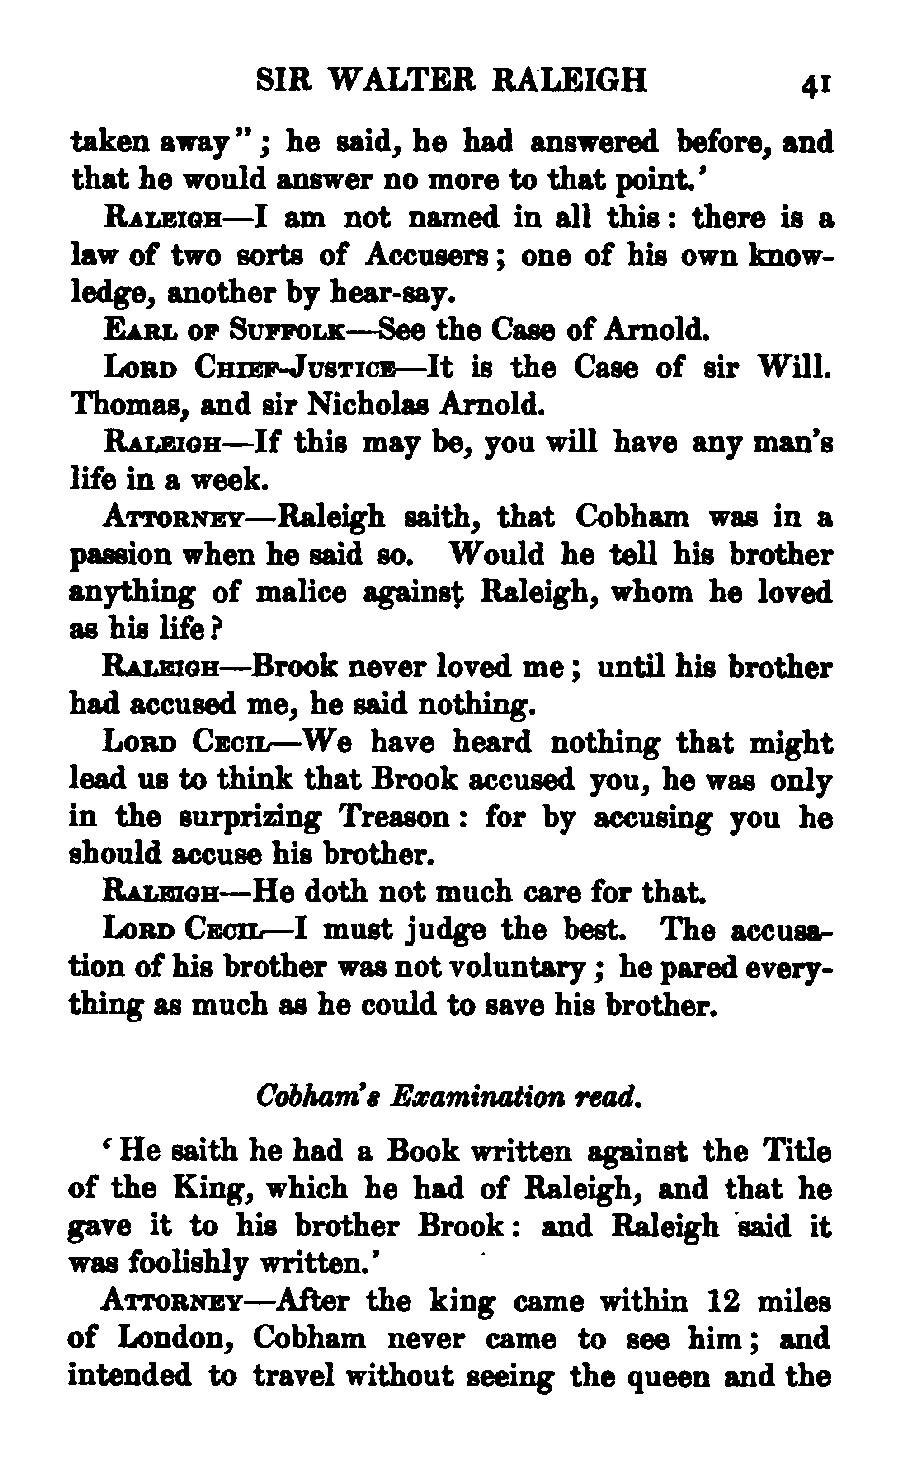 SIR WALTER RALEIGH 41
taken away" ; he said, he had answered before, and
that he would answer no more to that point.'
RALEIGH—I am not named in all this : there is a
law of two sorts of Accusers ; one of his own know-
ledge, another by hear-say.
EARL OF SUFFOLK—See the Case of Arnold.
LORD CHIEF-JUSTICE—It is the Case of sir Will.
Thomas, and sir Nicholas Arnold.
RALEIGH—If this may be, you will have any man's
life in a week.
ATTORNEY—Raleigh saith, that Cobham was in a
passion when he said so. Would he tell his brother
anything of malice against Raleigh, whom he loved
as his life ?
RALEIGH—Brook never loved me ; until his brother
had accused me, he said nothing.
LORD CECIL—We have heard nothing that might
lead us to think that Brook accused you, he was only
in the surprizing Treason : for by accusing you he
should accuse his brother.
RALEIGH—He doth not much care for that.
LORD CECIL—I must judge the best. The accusa-
tion of his brother was not voluntary ; he pared every-
thing as much as he could to save his brother.
Cobham's Examination read.
‘ He saith he had a Book written against the Title
of the King, which he had of Raleigh, and that he
gave it to his brother Brook : and Raleigh said it
was foolishly written.'
ATTORNEY—After the king came within 12 miles
of London, Cobham never came to see him ; and
intended to travel without seeing the queen and the